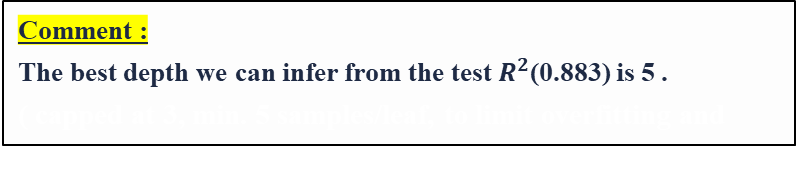 Comment :
The best depth we can infer from the test R²(0.883) is 5 .